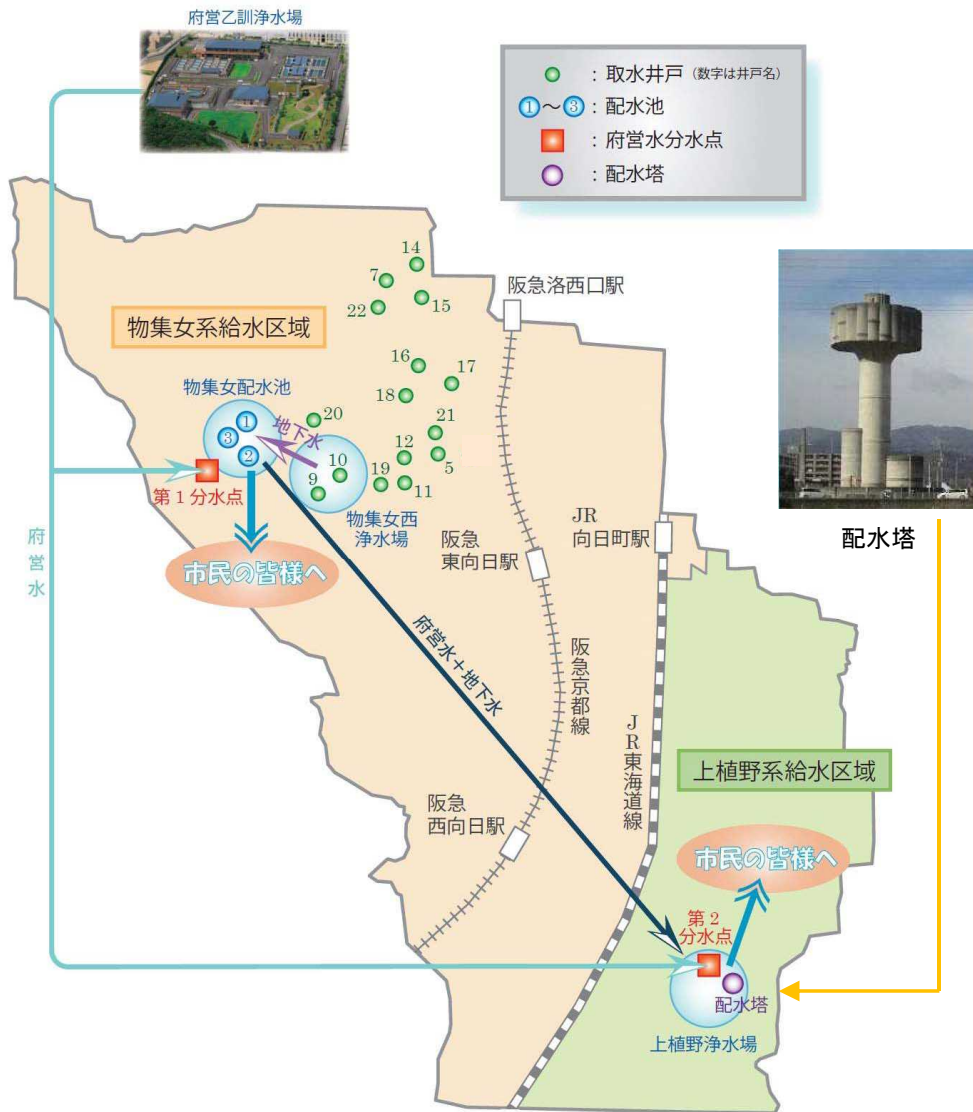 府営乙訓浄水場
：取水井戸（数字は井戸名）
①～③：配水池
：府営水分水点
：配水塔
14
7
15
22
阪急洛西口駅
物集女系給水区域
16
17
18
物集女配水池
20
21
①
③
②
地下水
12
10
5
19
9
11
第1分水点
物集女西
浄水場
阪急
東向日駅
JR
向日町駅
配水塔
府営水
市民の皆様へ
府営水＋地下水
阪急京都線
JR東海道線
上植野系給水区域
阪急
西向日駅
市民の皆様へ
第2
分水点
配水塔
上植野浄水場